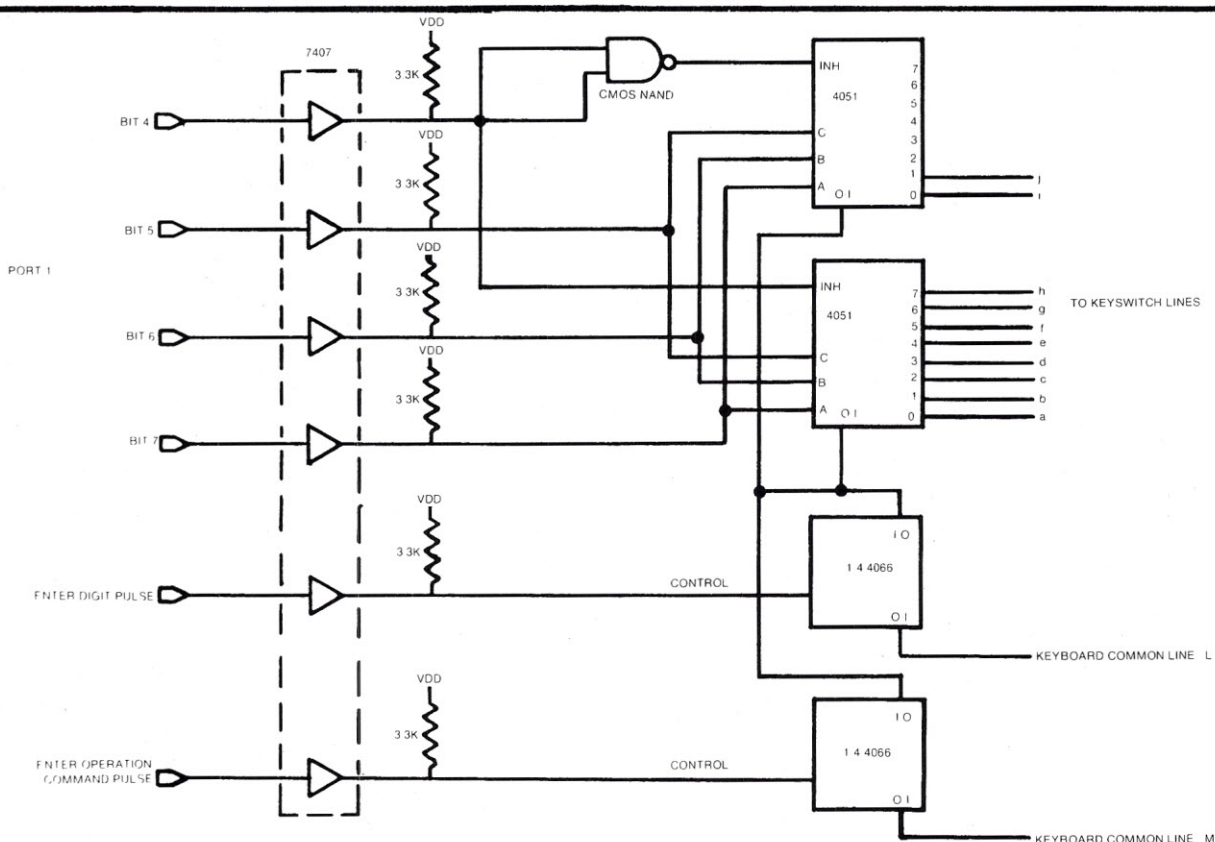 VDD
7407
3.3K
CMOS NAND
INH
7
6
5
4
3
2
1
0
4051
C
B
A
O I
j
i
BIT 4
VDD
3.3K
BIT 5
VDD
3.3K
PORT 1
BIT 6
INH
4051
C
B
A
O I
7
6
5
4
3
2
1
0
h
g
f
e
d
c
b
a
TO KEYSWITCH LINES
VDD
3.3K
BIT 7
VDD
3.3K
ENTER DIGIT PULSE
CONTROL
I O
1 4 4066
O I
KEYBOARD COMMON LINE L
VDD
3.3K
ENTER OPERATION
COMMAND PULSE
CONTROL
I O
1 4 4066
O I
KEYBOARD COMMON LINE M